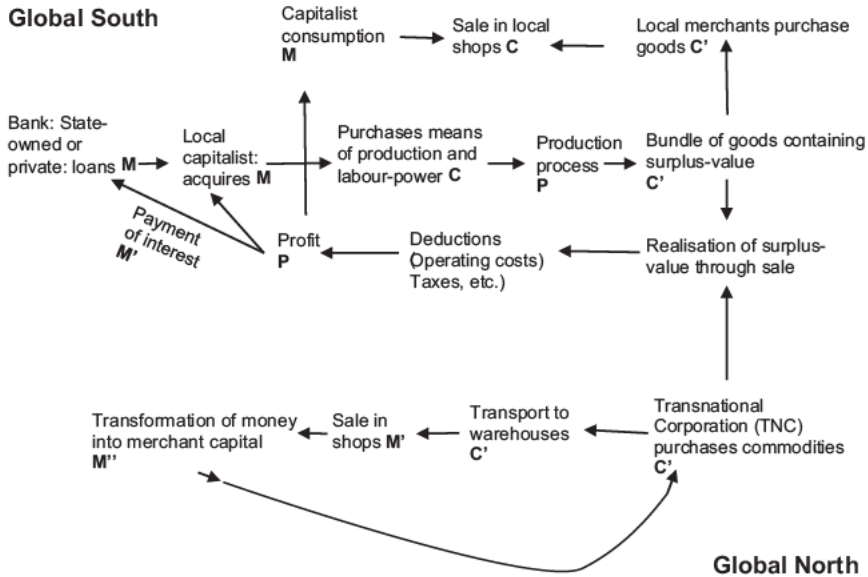 Global South
Capitalist
consumption
M
Sale in local
shops C
Local merchants purchase
goods C'
Bank: State-
owned or
private: loans M
Local
capitalist:
acquires M
Purchases means
of production and
labour-power C
Production
process
P
Bundle of goods containing
surplus-value
C'
Payment
of interest
M'
Profit
P
Deductions
(Operating costs)
Taxes, etc.)
Realisation of surplus-
value through sale
Transformation of money
into merchant capital
M''
Sale in
shops M'
Transport to
warehouses
C'
Transnational
Corporation (TNC)
purchases commodities
C'
Global North